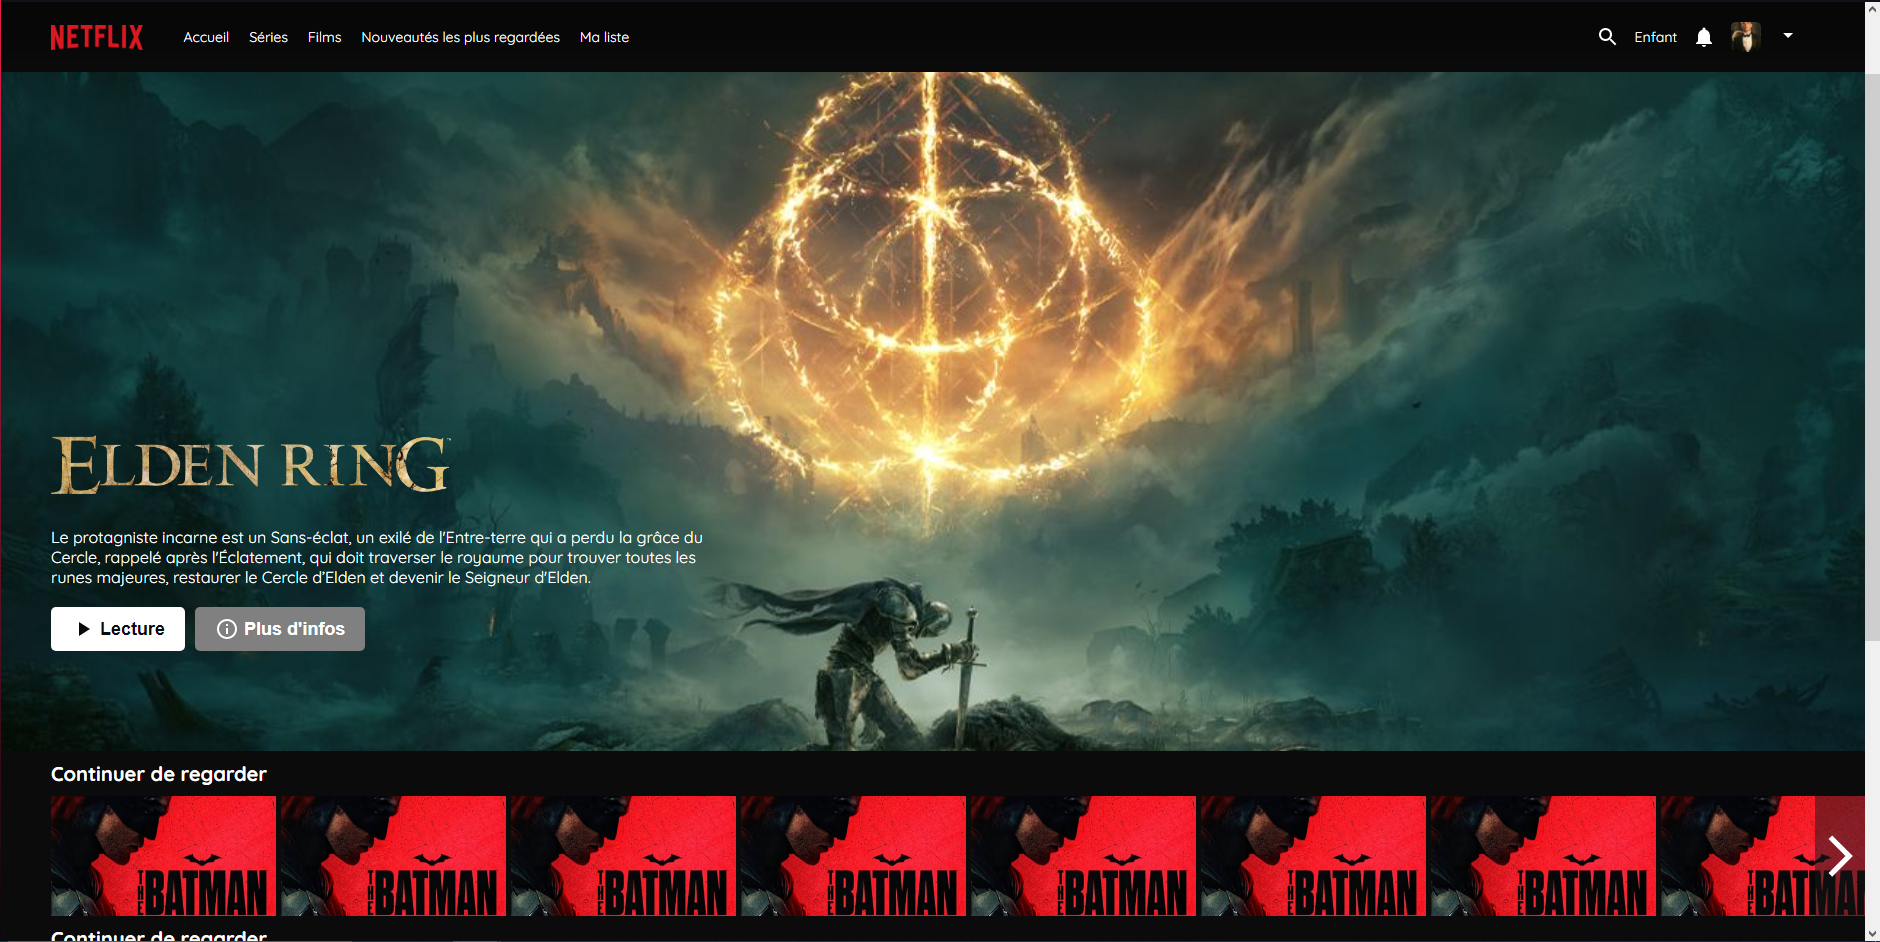 NETFLIX Accueil Séries Films Nouveautés les plus regardées Ma liste Enfant
ELDEN RING
Le protagniste incarne est un Sans-éclat, un exilé de l'Entre-terre qui a perdu la grâce du
Cercle, rappelé après l'Éclatement, qui doit traverser le royaume pour trouver toutes les
runes majeures, restaurer le Cercle d'Elden et devenir le Seigneur d'Elden.
Lecture Plus d'infos
Continuer de regarder
THE BATMAN THE BATMAN THE BATMAN THE BATMAN THE BATMAN THE BATMAN THE BATMAN THE BATMAN
Continuer de regarder